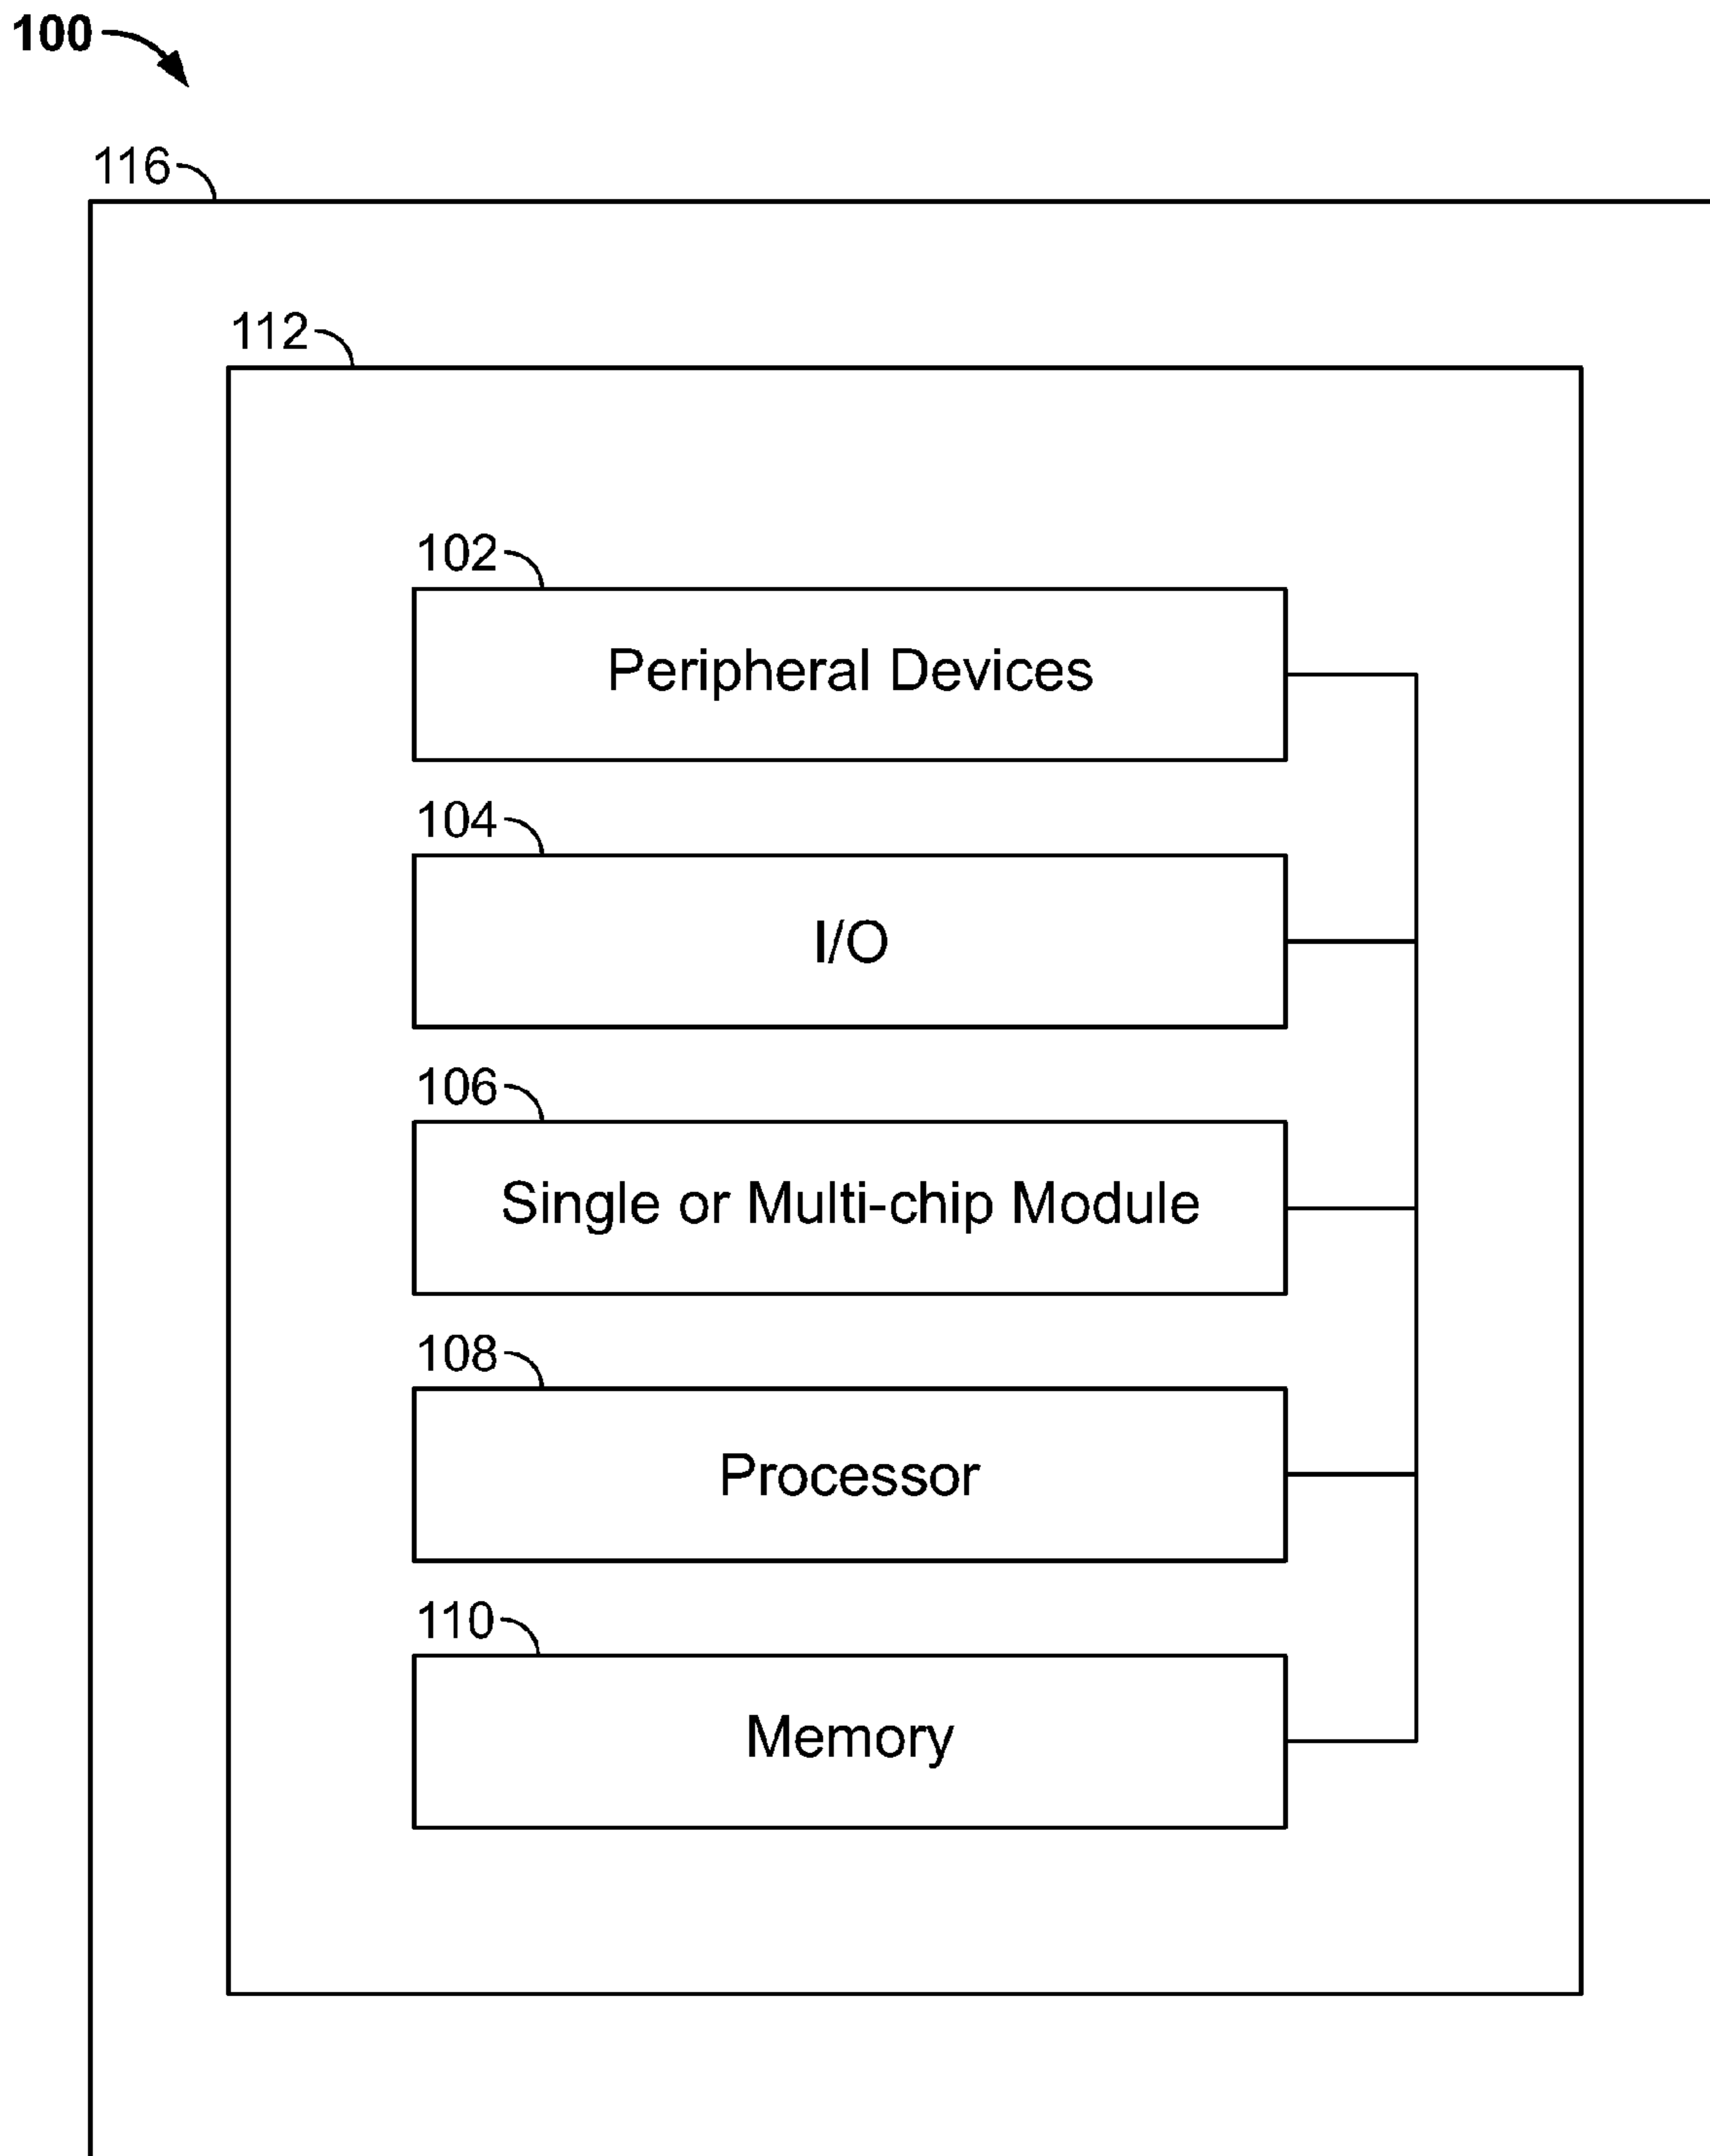 100
116
112
102
Peripheral Devices
104
I/O
106
Single or Multi-chip Module
108
Processor
110
Memory